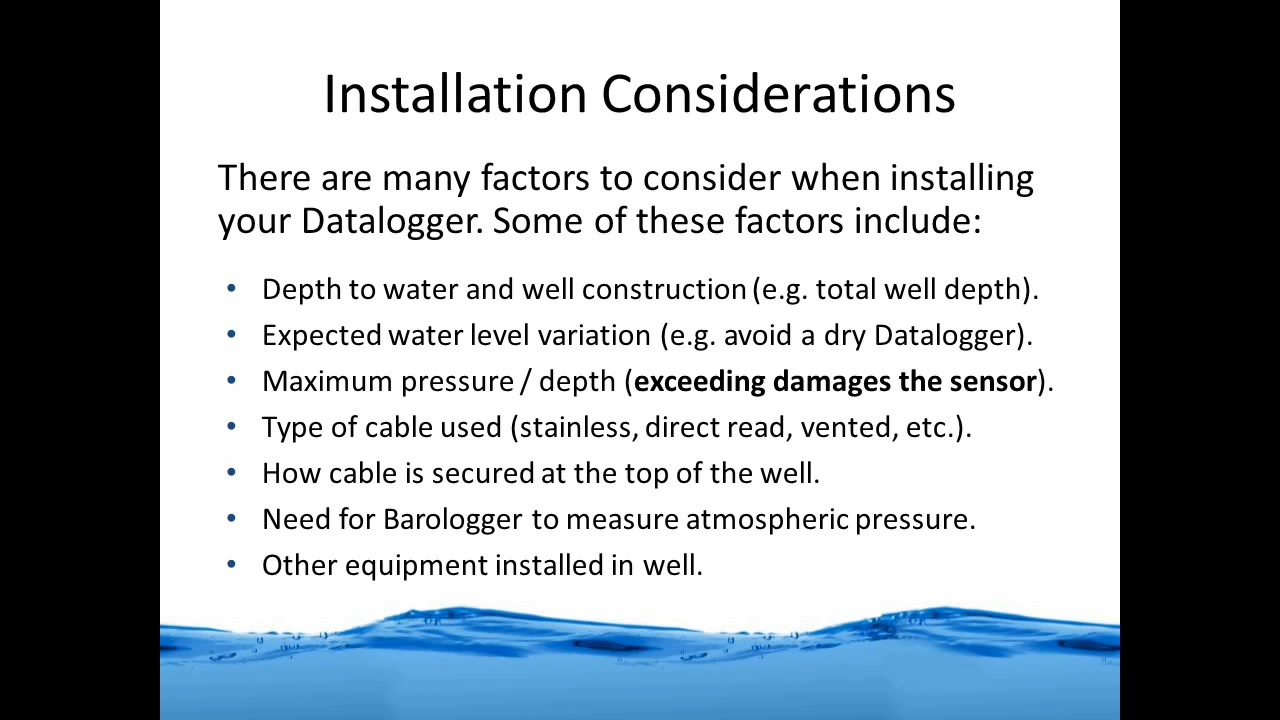 Installation Considerations
There are many factors to consider when installing
your Datalogger. Some of these factors include:
• Depth to water and well construction (e.g. total well depth).
• Expected water level variation (e.g. avoid a dry Datalogger).
• Maximum pressure / depth (exceeding damages the sensor).
• Type of cable used (stainless, direct read, vented, etc.).
• How cable is secured at the top of the well.
• Need for Barologger to measure atmospheric pressure.
• Other equipment installed in well.